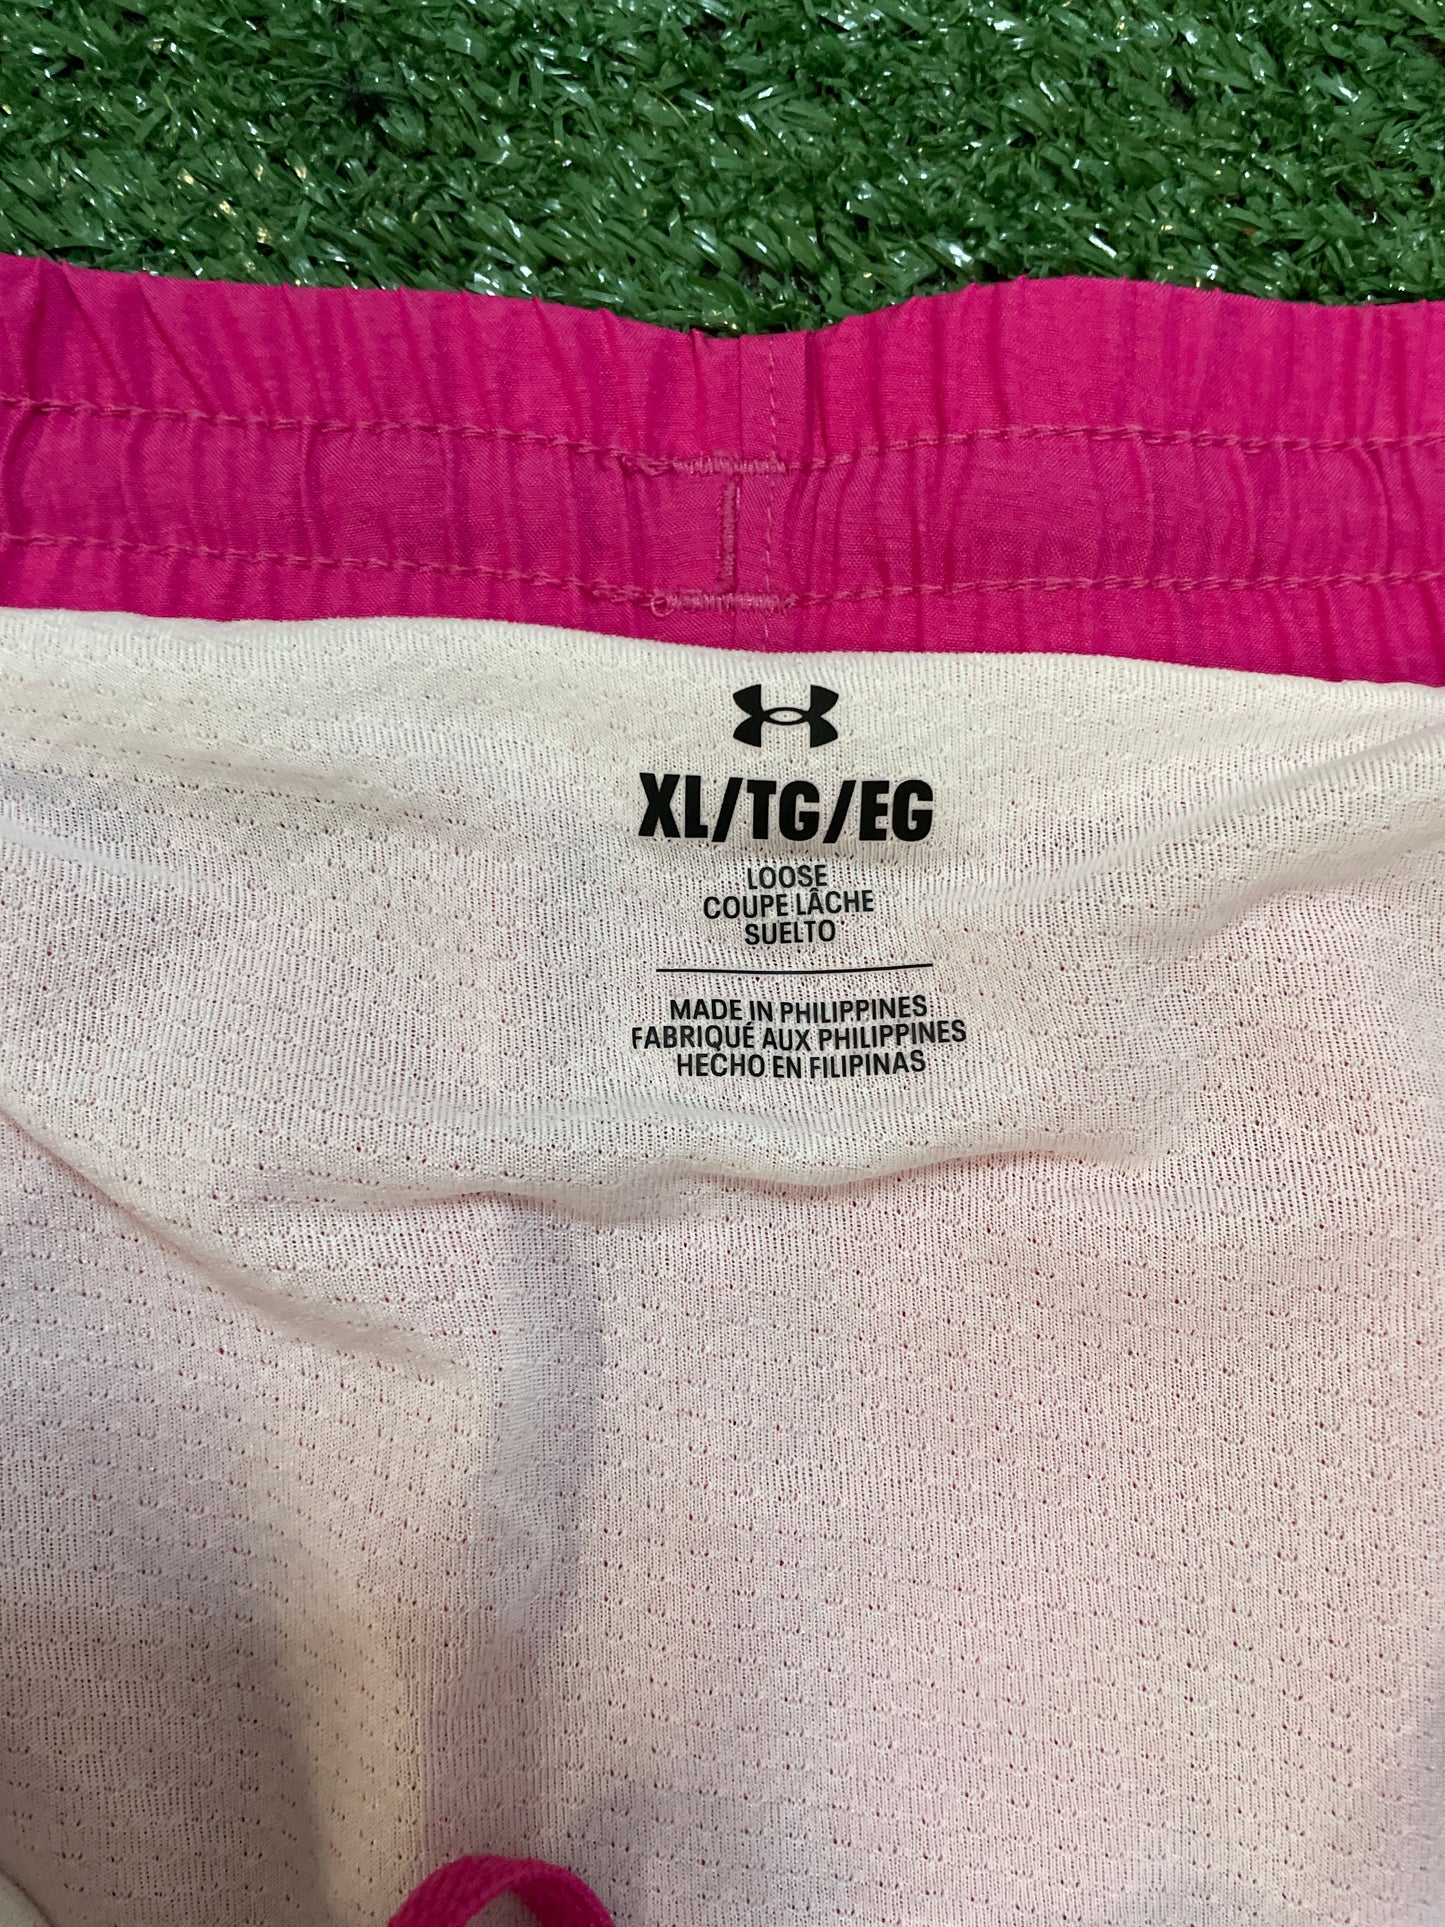 XL/TG/EG
LOOSE
COUPE LÂCHE
SUELTO
MADE IN PHILIPPINES
FABRIQUÉ AUX PHILIPPINES
HECHO EN FILIPINAS